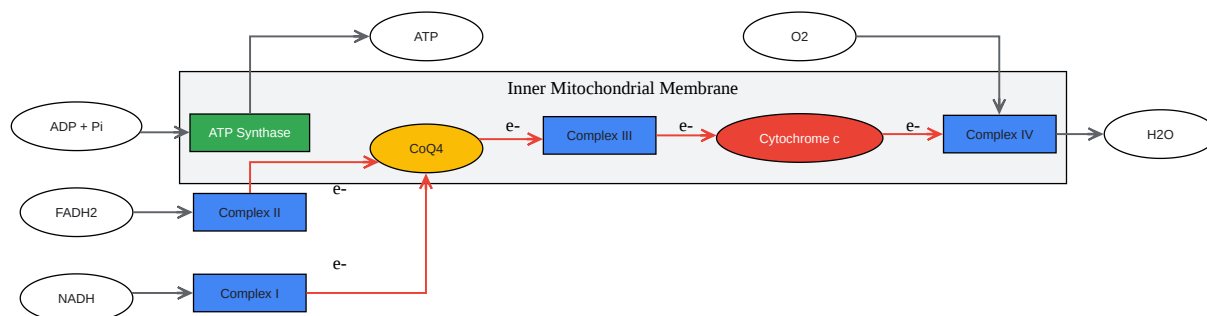 ATP
O2
Inner Mitochondrial Membrane
ADP + Pi
ATP Synthase
CoQ4
e-
Complex III
e-
Cytochrome c
e-
Complex IV
H2O
e-
FADH2
Complex II
e-
NADH
Complex I